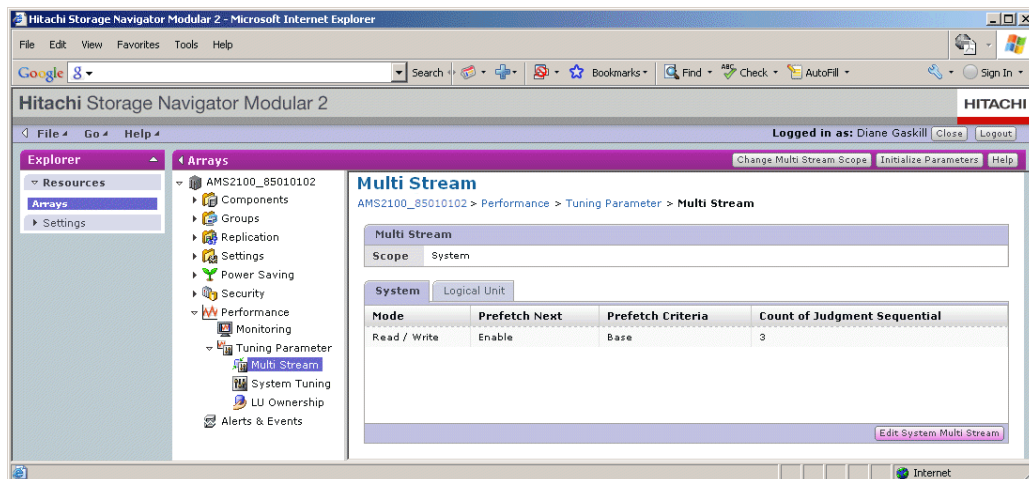 Hitachi Storage Navigator Modular 2 - Microsoft Internet Explorer
File Edit View Favorites Tools Help
Google Search Bookmarks Find Check AutoFill Sign In
Hitachi Storage Navigator Modular 2
HITACHI
File Go Help
Logged in as: Diane Gaskill Close Logout
Explorer
Arrays
Change Multi Stream Scope Initialize Parameters Help
Resources
Arrays
Settings
AMS2100_85010102
Components
Groups
Replication
Settings
Power Saving
Security
Performance
Monitoring
Tuning Parameter
Multi Stream
System Tuning
LU Ownership
Alerts & Events
Multi Stream
AMS2100_85010102 > Performance > Tuning Parameter > Multi Stream
Multi Stream
Scope System
System Logical Unit
Mode Prefetch Next Prefetch Criteria Count of Judgment Sequential
Read / Write Enable Base 3
Edit System Multi Stream
Internet